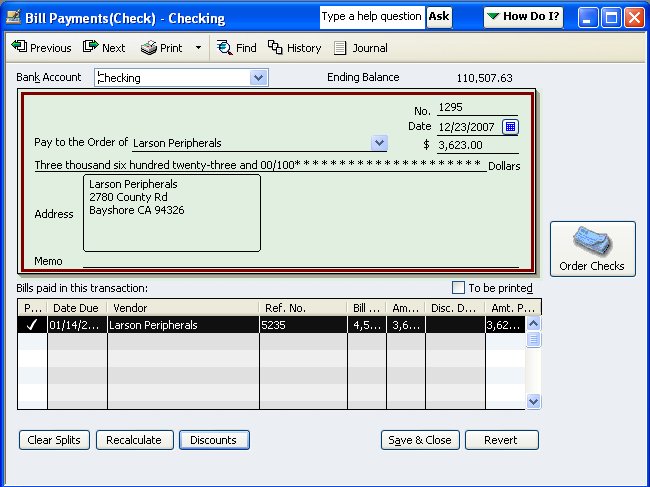 Bill Payments(Check) - Checking
Type a help question Ask
How Do I?
Previous Next Print Find History Journal
Bank Account Checking Ending Balance 110,507.63
No. 1295
Date 12/23/2007
Pay to the Order of Larson Peripherals $ 3,623.00
Three thousand six hundred twenty-three and 00/100* * * * * * * * * * * * * * * * * * * * * Dollars
Larson Peripherals
2780 County Rd
Bayshore CA 94326
Address
Memo
Order Checks
Bills paid in this transaction: To be printed
P... Date Due Vendor Ref. No. Bill ... Am... Disc. D... Amt. P...
01/14/2... Larson Peripherals 5235 4,5... 3,6... 3,62...
Clear Splits Recalculate Discounts Save & Close Revert